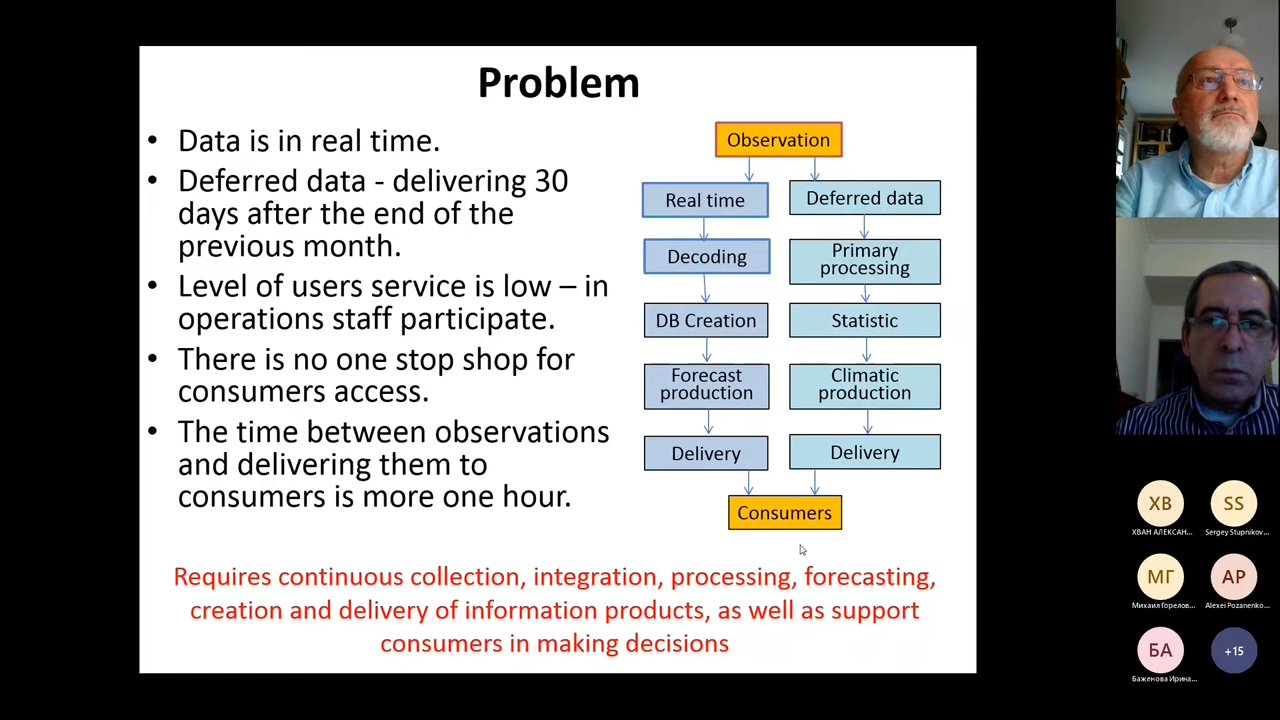 Problem
• Data is in real time.
• Deferred data - delivering 30
days after the end of the
previous month.
• Level of users service is low – in
operations staff participate.
• There is no one stop shop for
consumers access.
• The time between observations
and delivering them to
consumers is more one hour.
Observation
Real time
Decoding
DB Creation
Forecast
production
Delivery
Deferred data
Primary
processing
Statistic
Climatic
production
Delivery
Consumers
Requires continuous collection, integration, processing, forecasting,
creation and delivery of information products, as well as support
consumers in making decisions
ХВ
ХВАН АЛЕКСАН...
SS
Sergey Stupnikov...
МГ
Михаил Горелов...
AP
Alexei Pozanenko...
БА
Баженова Ирина...
+15